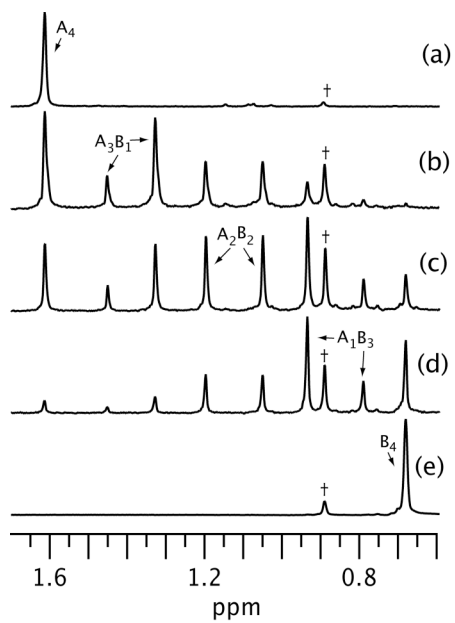 A4
(a)
†
A3B1
†
(b)
A2B2
†
(c)
A1B3
†
(d)
B4
(e)
†
1.6 1.2 0.8
ppm